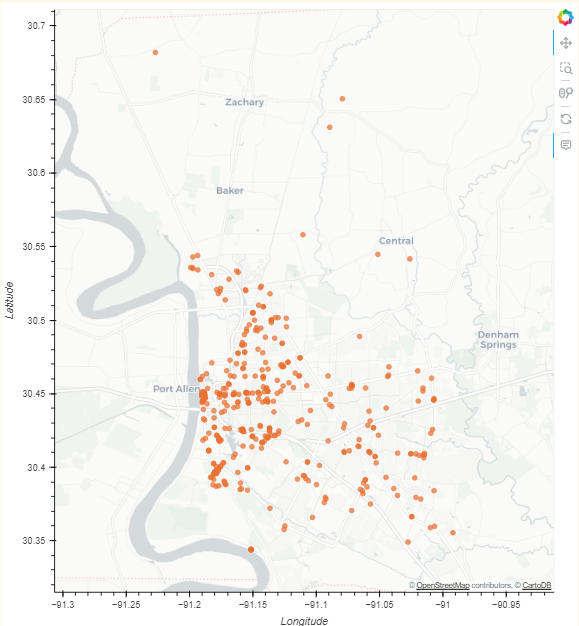 30.7
30.65
Zachary
30.6
Baker
30.55
Central
Latitude
30.5
Denham
Springs
30.45
Port Allen
30.4
30.35
© OpenStreetMap contributors, © CartoDB
−91.3 −91.25 −91.2 −91.15 −91.1 −91.05 −91 −90.95
Longitude